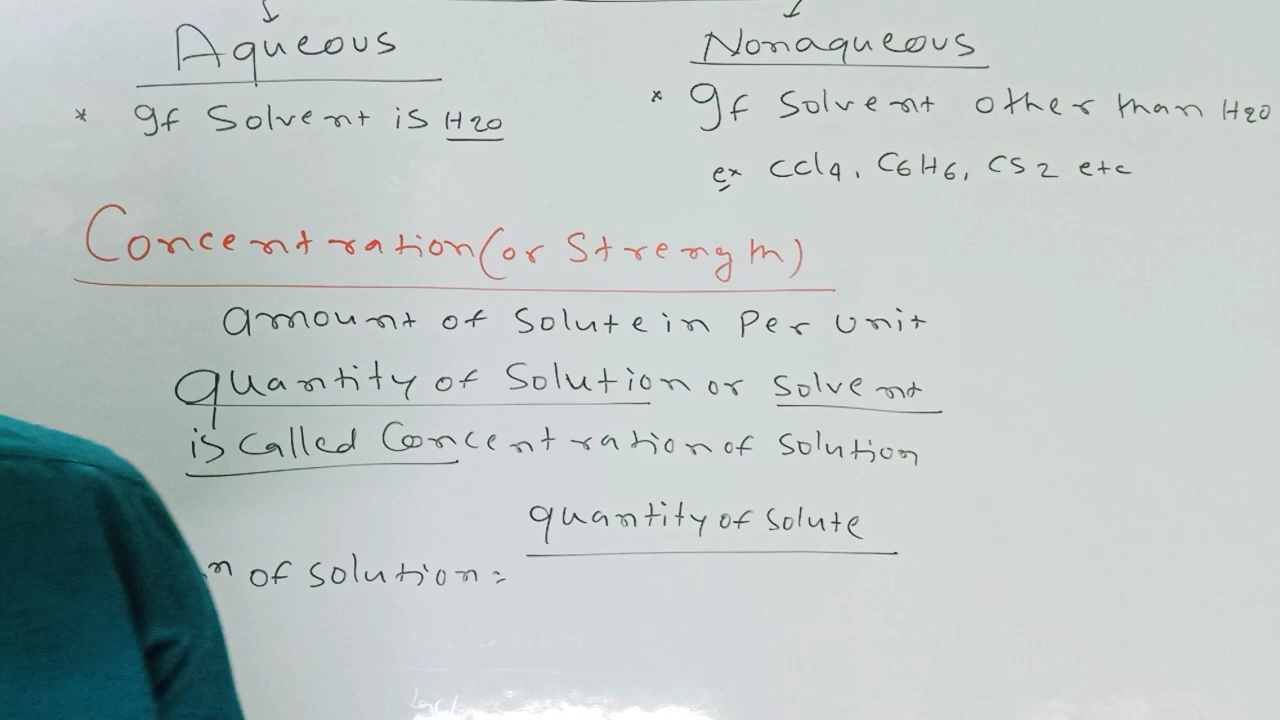 Aqueous
Nonaqueous
* If Solvent is H2O
* If Solvent other than H2O
ex CCl4, C6H6, CS2 etc
Concentration (or Strength)
amount of solute in per unit
quantity of solution or solvent
is called Concentration of solution
quantity of solute
n of solution =